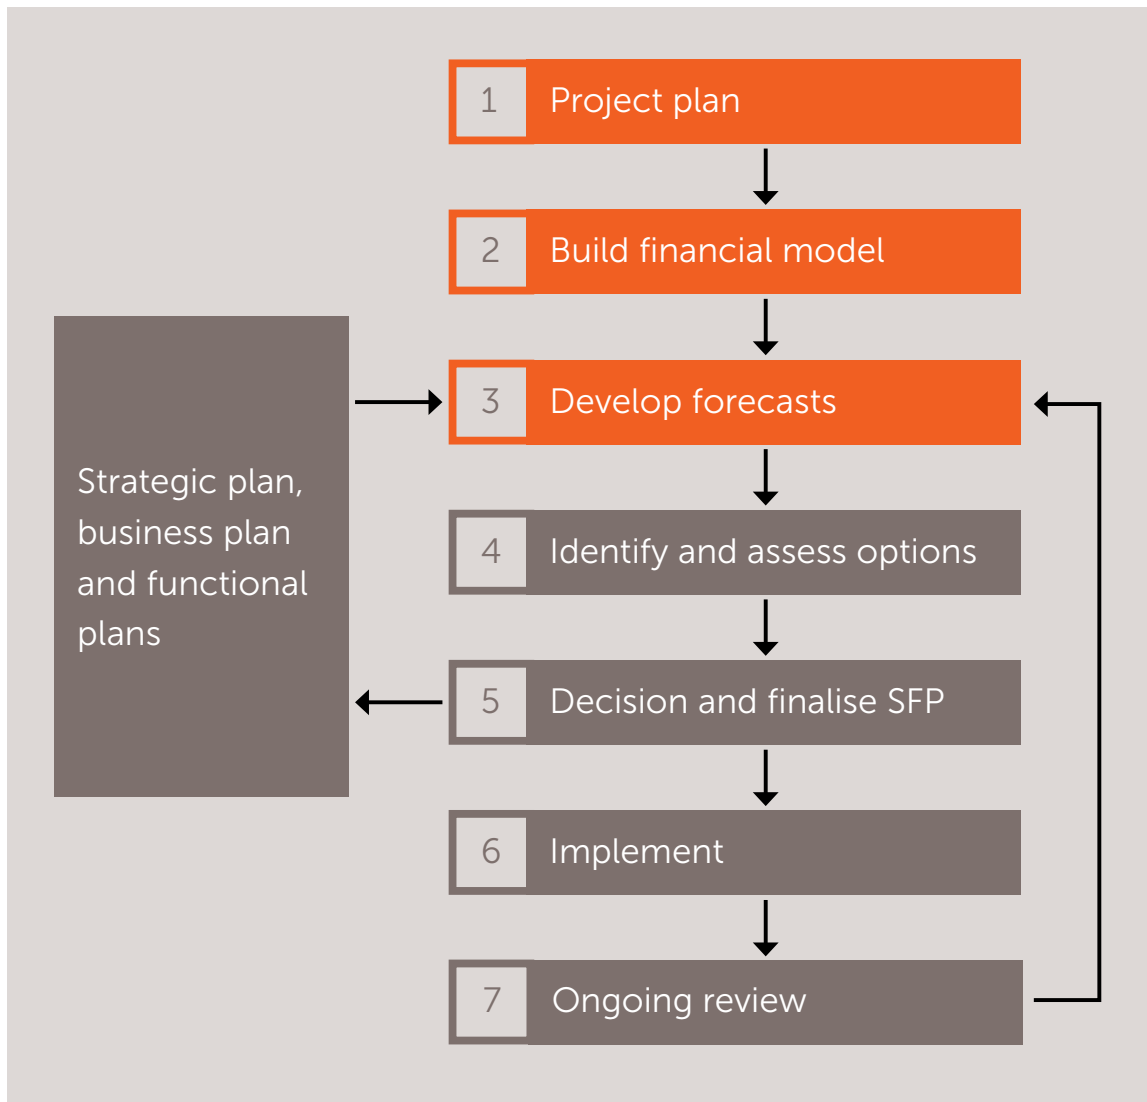 1 Project plan
2 Build financial model
3 Develop forecasts
Strategic plan,
business plan
and functional
plans
4 Identify and assess options
5 Decision and finalise SFP
6 Implement
7 Ongoing review